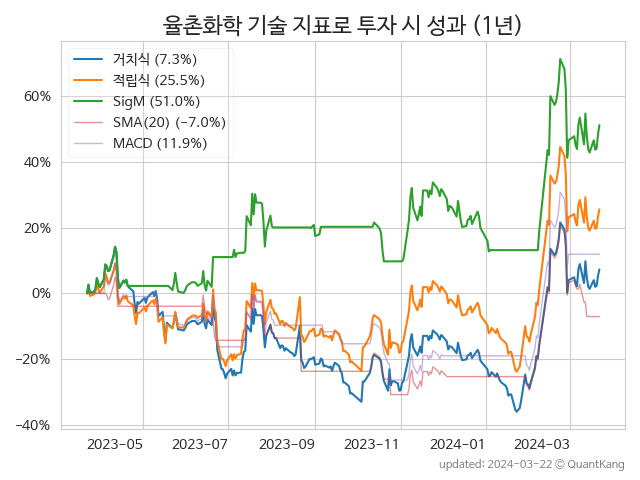 율촌화학 기술 지표로 투자 시 성과 (1년)
거치식 (7.3%)
적립식 (25.5%)
SigM (51.0%)
SMA(20) (-7.0%)
MACD (11.9%)
60%
40%
20%
0%
−20%
−40%
2023-05 2023-07 2023-09 2023-11 2024-01 2024-03
updated: 2024-03-22 © QuantKang